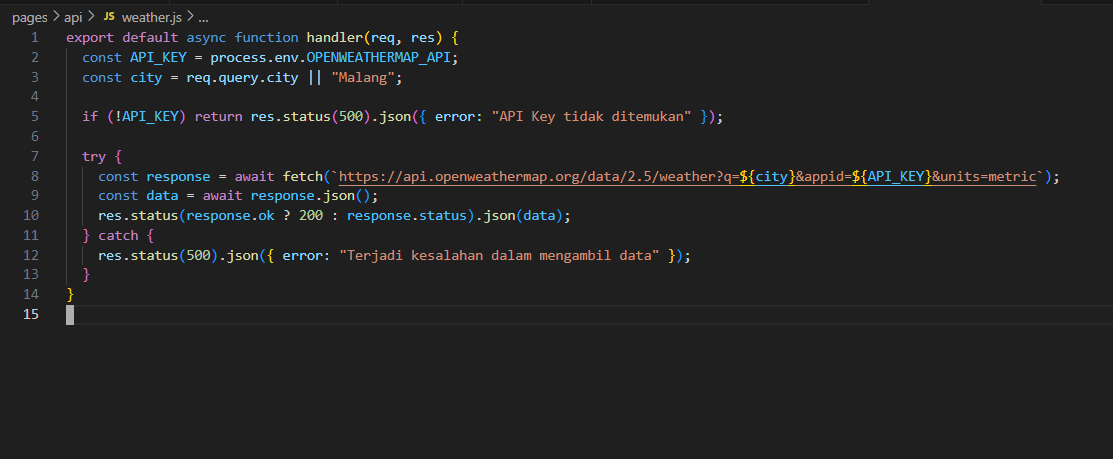 pages > api > JS weather.js > ...
1 export default async function handler(req, res) {
2   const API_KEY = process.env.OPENWEATHERMAP_API;
3   const city = req.query.city || "Malang";
4
5   if (!API_KEY) return res.status(500).json({ error: "API Key tidak ditemukan" });
6
7   try {
8     const response = await fetch(`https://api.openweathermap.org/data/2.5/weather?q=${city}&appid=${API_KEY}&units=metric`);
9     const data = await response.json();
10     res.status(response.ok ? 200 : response.status).json(data);
11   } catch {
12     res.status(500).json({ error: "Terjadi kesalahan dalam mengambil data" });
13   }
14 }
15